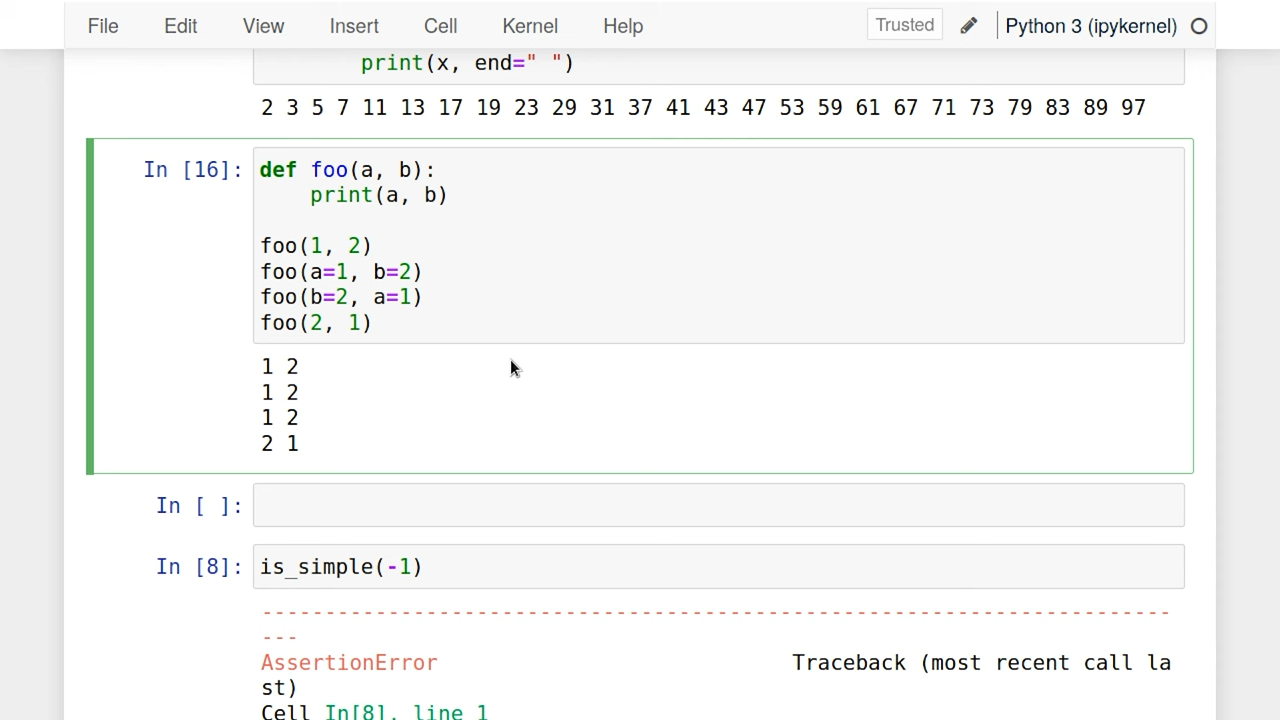 File Edit View Insert Cell Kernel Help Trusted Python 3 (ipykernel)
print(x, end=" ")
2 3 5 7 11 13 17 19 23 29 31 37 41 43 47 53 59 61 67 71 73 79 83 89 97
In [16]: def foo(a, b):
    print(a, b)
foo(1, 2)
foo(a=1, b=2)
foo(b=2, a=1)
foo(2, 1)
1 2
1 2
1 2
2 1
In [ ]:
In [8]: is_simple(-1)
------------------------------------------------------------------------
---
AssertionError Traceback (most recent call la
st)
Cell In[8], line 1